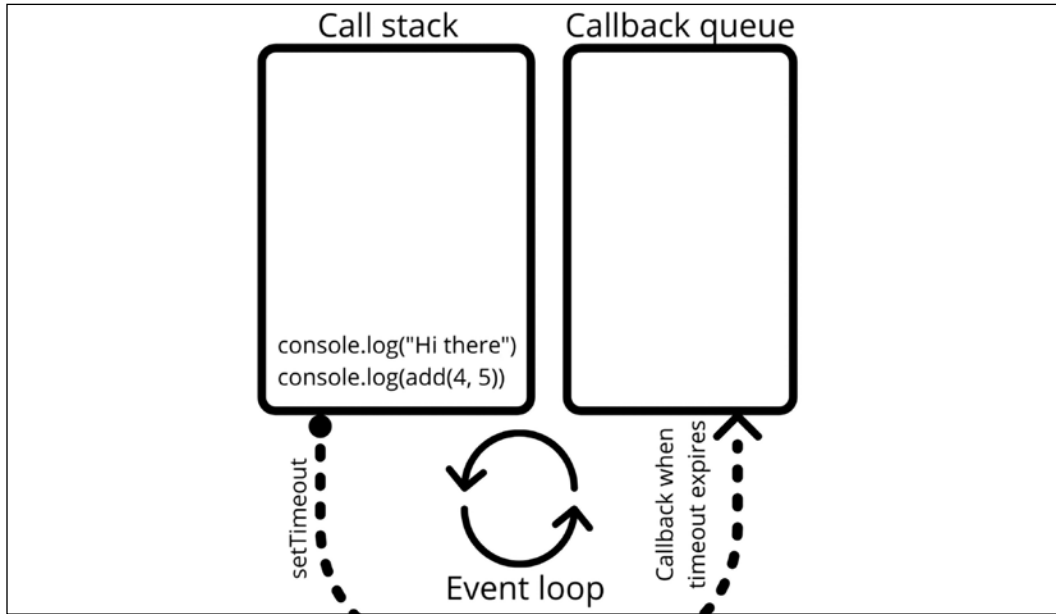 Call stack
Callback queue
console.log("Hi there")
console.log(add(4, 5))
setTimeout
Callback when
timeout expires
Event loop